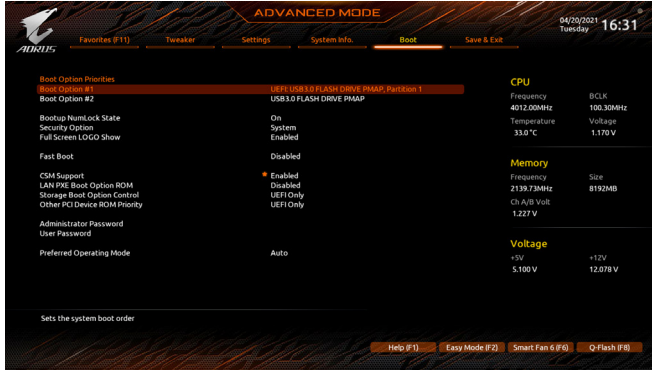 ADVANCED MODE
04/20/2021 Tuesday 16:31
AORUS
Favorites (F11) Tweaker Settings System Info. Boot Save & Exit
Boot Option Priorities
Boot Option #1 UEFI: USB3.0 FLASH DRIVE PMAP, Partition 1
Boot Option #2 USB3.0 FLASH DRIVE PMAP
Bootup NumLock State On
Security Option System
Full Screen LOGO Show Enabled
Fast Boot Disabled
CSM Support * Enabled
LAN PXE Boot Option ROM Disabled
Storage Boot Option Control UEFI Only
Other PCI Device ROM Priority UEFI Only
Administrator Password
User Password
Preferred Operating Mode Auto
CPU
Frequency BCLK
4012.00MHz 100.30MHz
Temperature Voltage
33.0 °C 1.170 V
Memory
Frequency Size
2139.73MHz 8192MB
Ch A/B Volt
1.227 V
Voltage
+5V +12V
5.100 V 12.078 V
Sets the system boot order
Help (F1) Easy Mode (F2) Smart Fan 6 (F6) Q-Flash (F8)